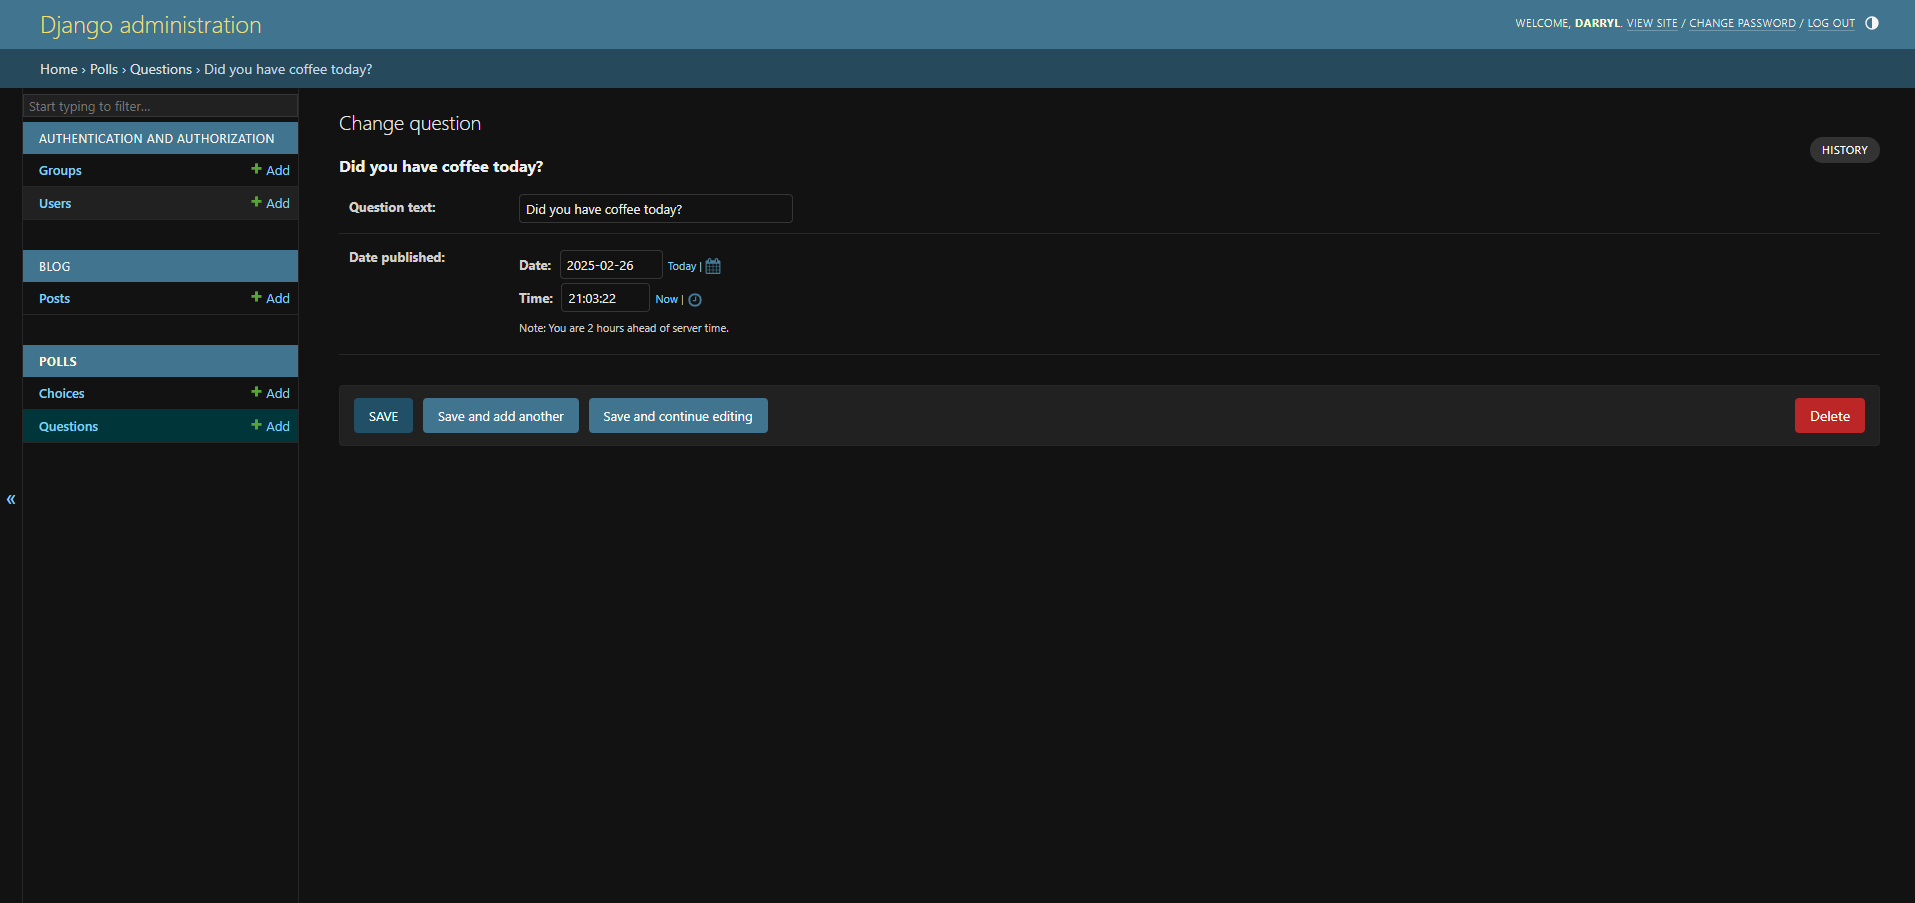 Django administration
WELCOME, DARRYL. VIEW SITE / CHANGE PASSWORD / LOG OUT
Home › Polls › Questions › Did you have coffee today?
Start typing to filter...
AUTHENTICATION AND AUTHORIZATION
Groups Add
Users Add
BLOG
Posts Add
POLLS
Choices Add
Questions Add
«
Change question
HISTORY
Did you have coffee today?
Question text: Did you have coffee today?
Date published:
Date: 2025-02-26 Today |
Time: 21:03:22 Now |
Note: You are 2 hours ahead of server time.
SAVE Save and add another Save and continue editing Delete